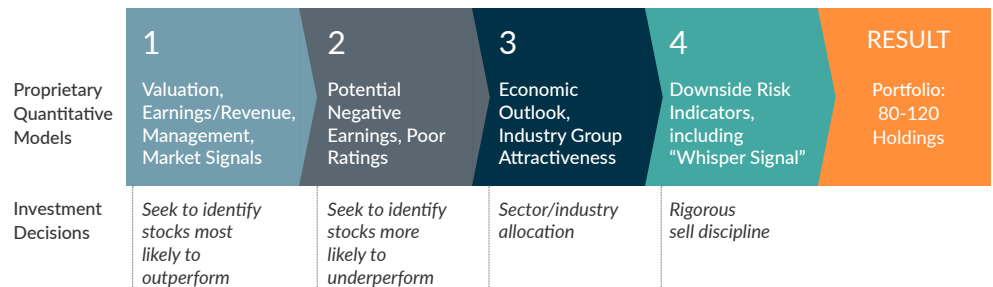 1
2
3
4
RESULT
Proprietary
Quantitative
Models
Valuation,
Earnings/Revenue,
Management,
Market Signals
Potential
Negative
Earnings, Poor
Ratings
Economic
Outlook,
Industry Group
Attractiveness
Downside Risk
Indicators,
including
“Whisper Signal”
Portfolio:
80-120
Holdings
Investment
Decisions
Seek to identify
stocks most
likely to
outperform
Seek to identify
stocks more
likely to
underperform
Sector/industry
allocation
Rigorous
sell discipline